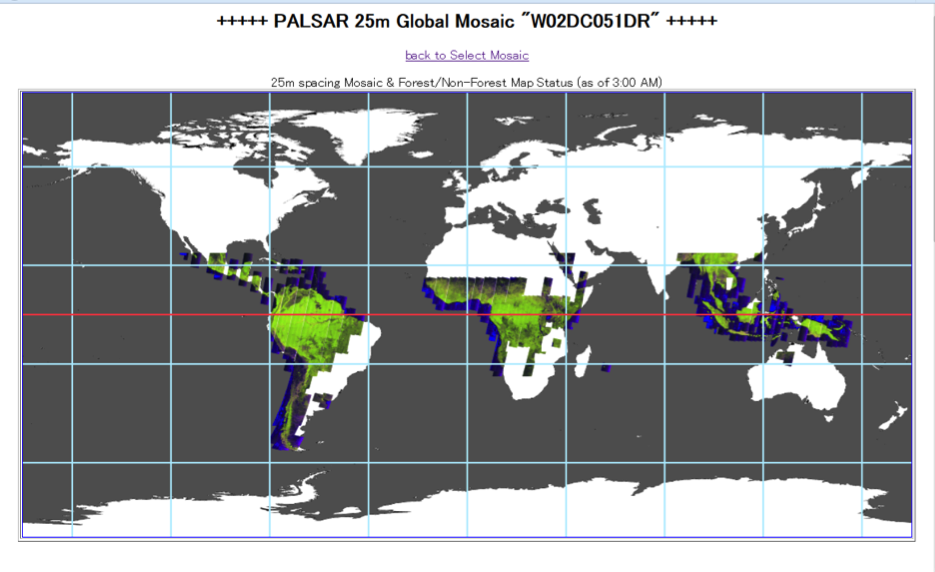 +++++ PALSAR 25m Global Mosaic "W02DC051DR" +++++
back to Select Mosaic
25m spacing Mosaic & Forest/Non-Forest Map Status (as of 3:00 AM)